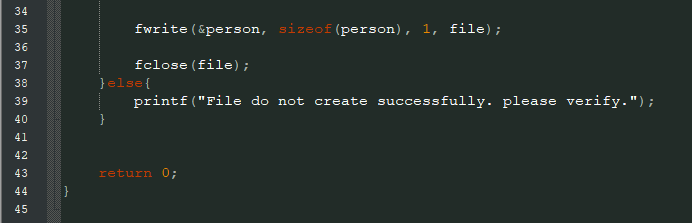 34
35 fwrite(&person, sizeof(person), 1, file);
36
37 fclose(file);
38 }else{
39 printf("File do not create successfully. please verify.");
40 }
41
42
43 return 0;
44 }
45